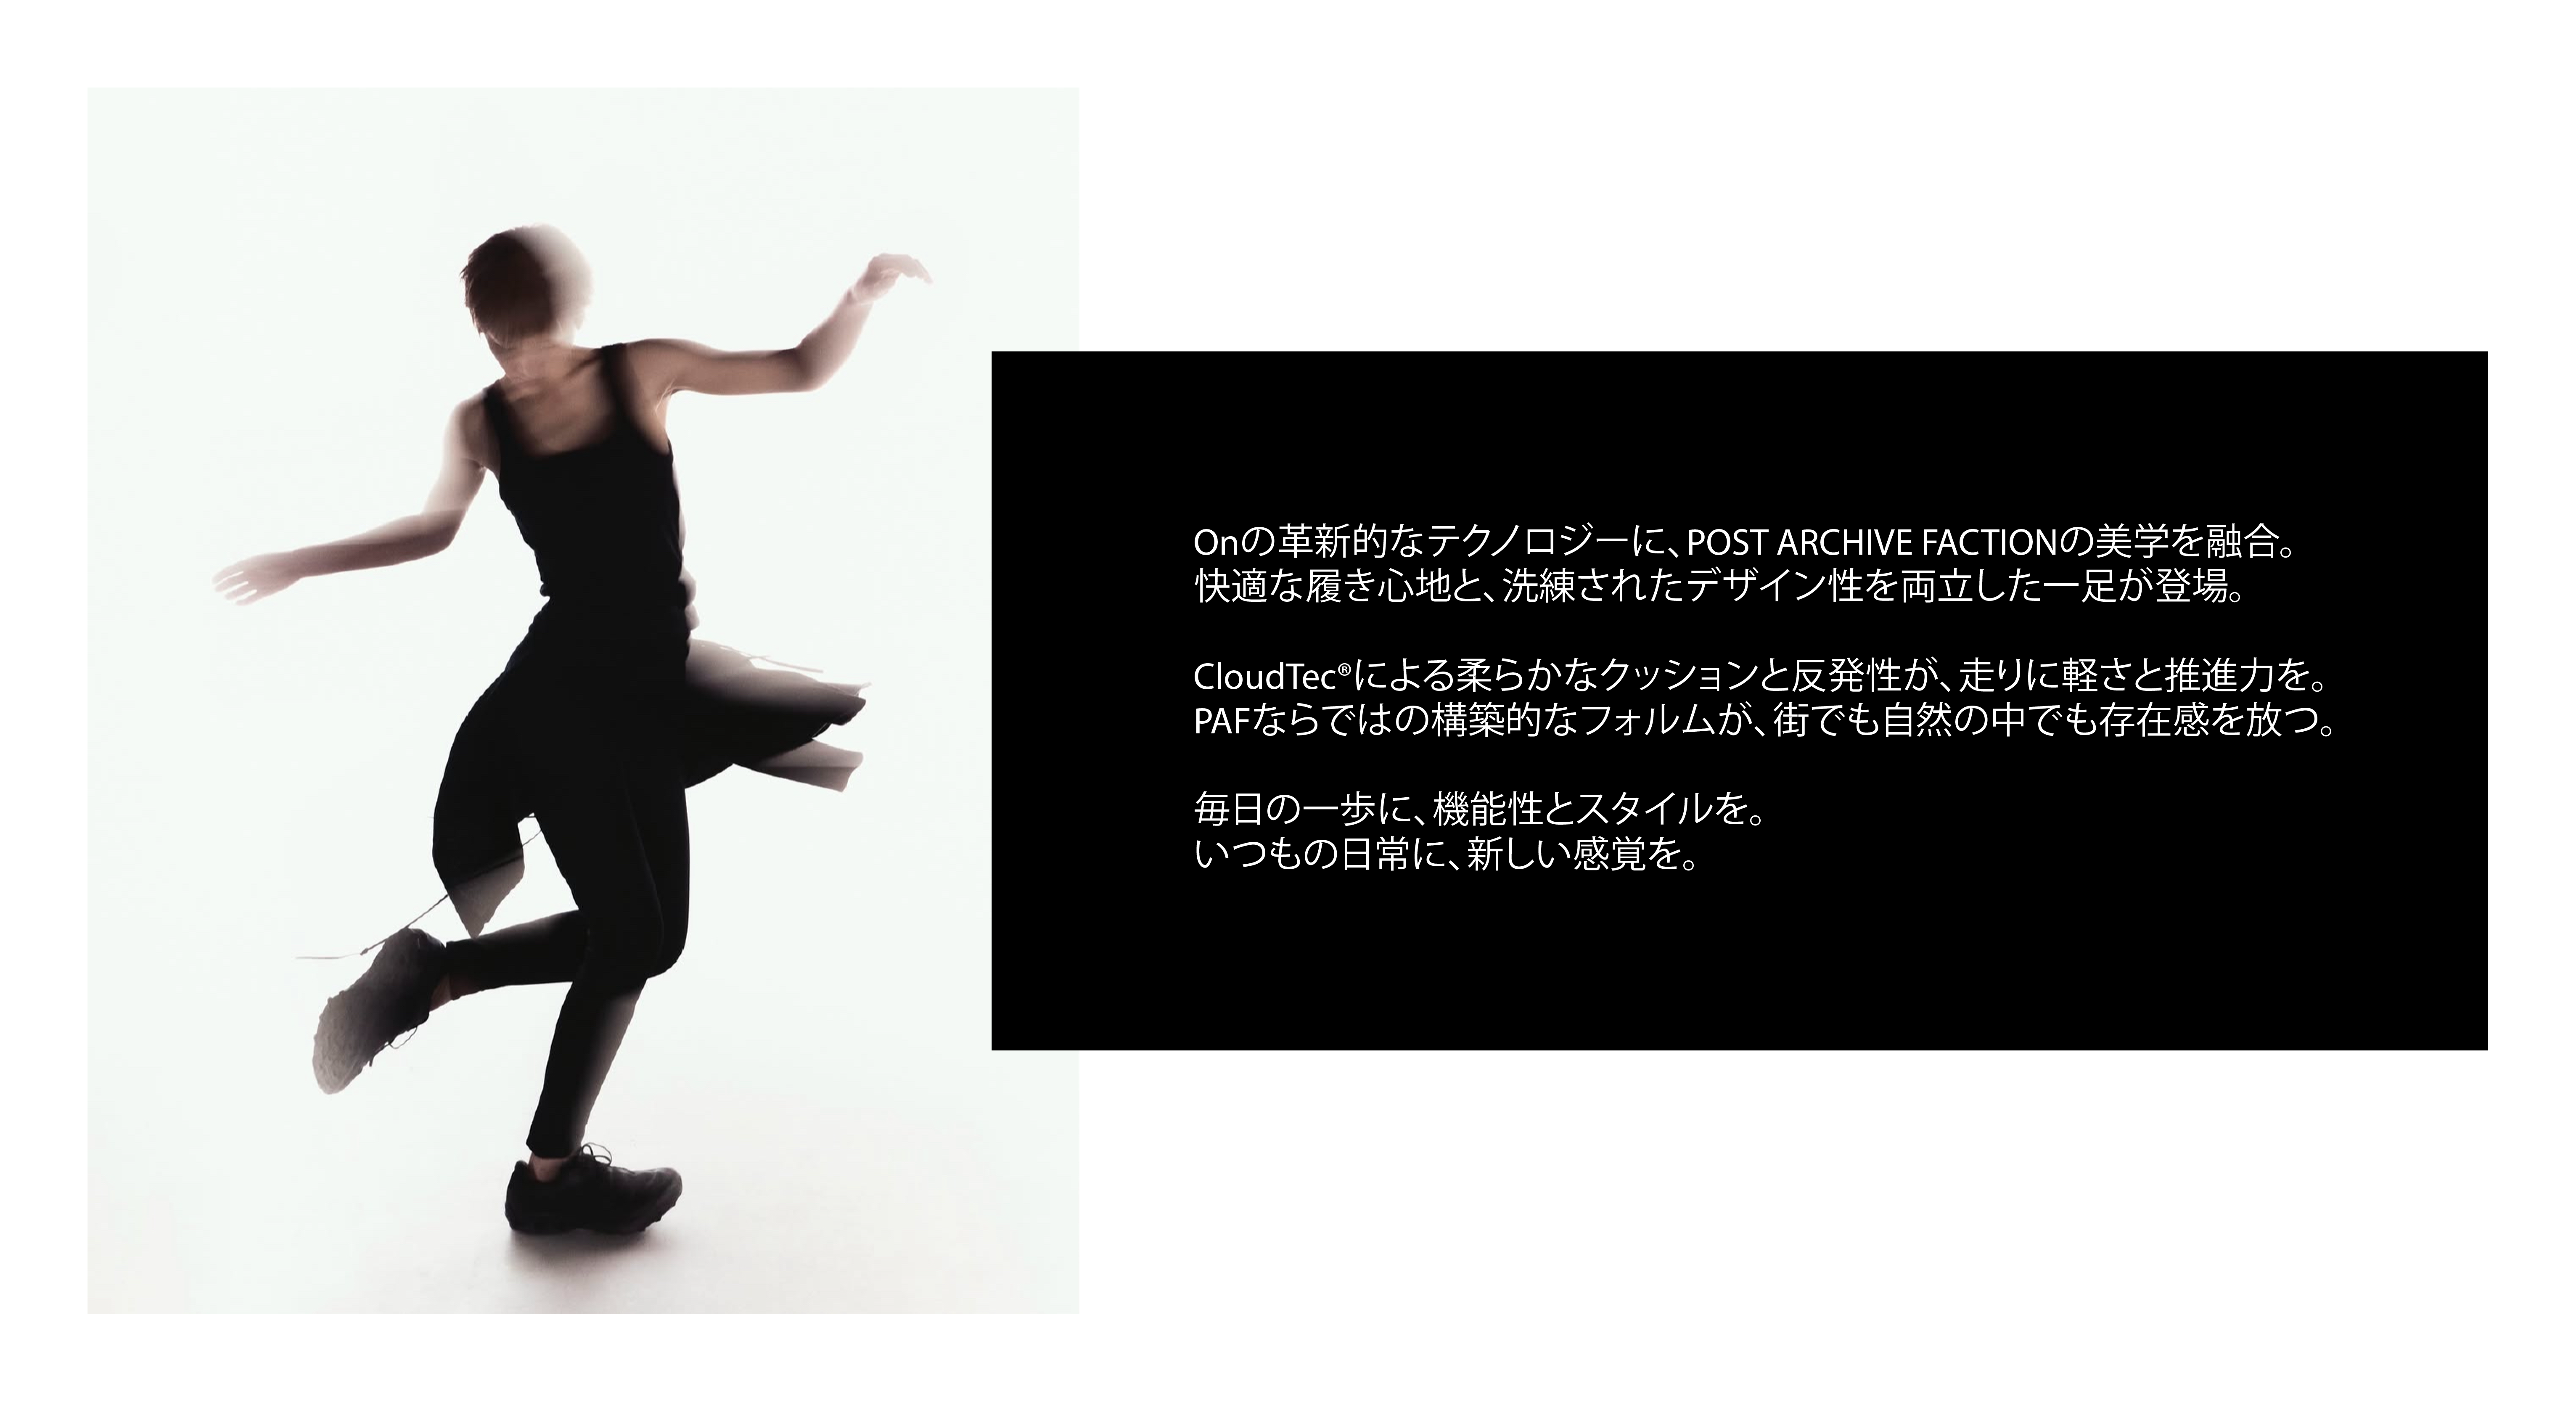 Onの革新的なテクノロジーに、POST ARCHIVE FACTIONの美学を融合。
快適な履き心地と、洗練されたデザイン性を両立した一足が登場。
CloudTec®による柔らかなクッションと反発性が、走りに軽さと推進力を。
PAFならではの構築的なフォルムが、街でも自然の中でも存在感を放つ。
毎日の一歩に、機能性とスタイルを。
いつもの日常に、新しい感覚を。